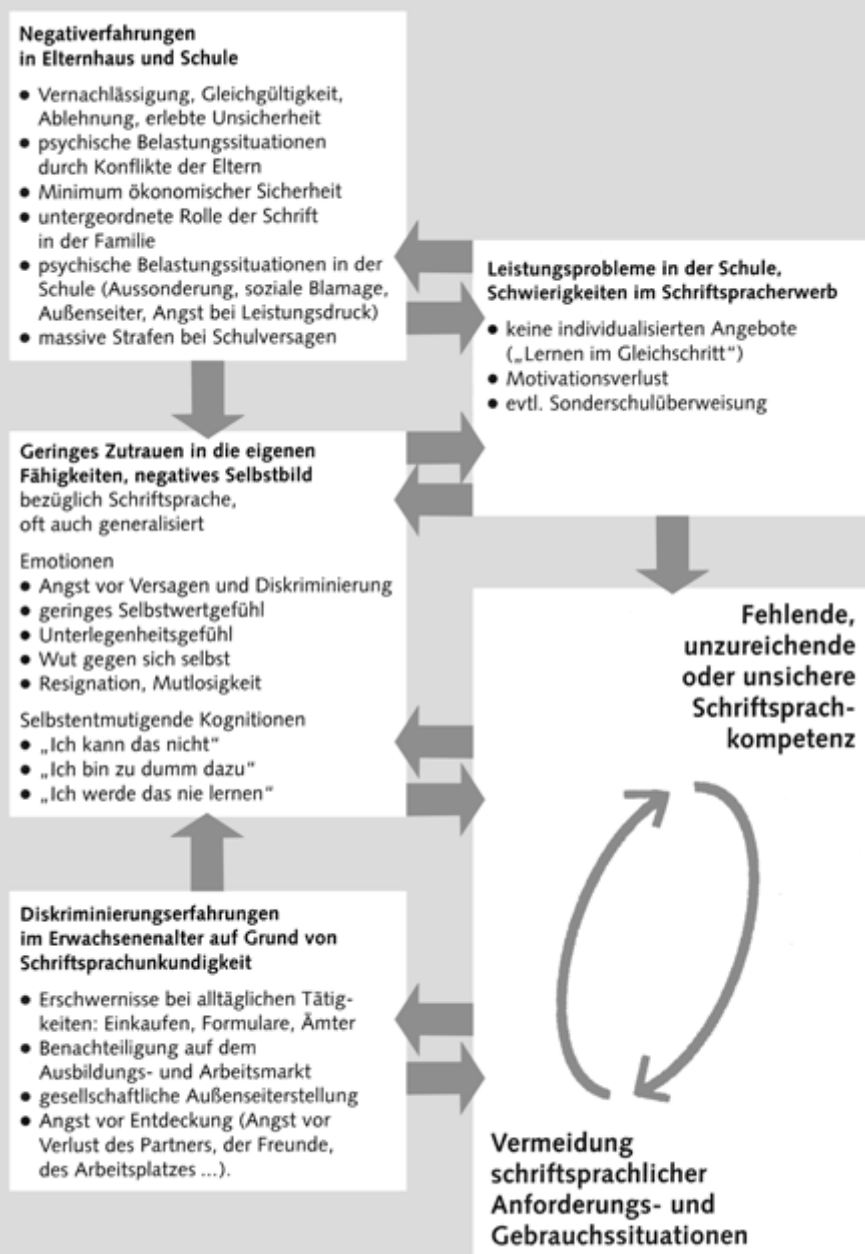 Negativerfahrungen
in Elternhaus und Schule
● Vernachlässigung, Gleichgültigkeit,
Ablehnung, erlebte Unsicherheit
● psychische Belastungssituationen
durch Konflikte der Eltern
● Minimum ökonomischer Sicherheit
● untergeordnete Rolle der Schrift
in der Familie
● psychische Belastungssituationen in der
Schule (Aussonderung, soziale Blamage,
Außenseiter, Angst bei Leistungsdruck)
● massive Strafen bei Schulversagen
Leistungsprobleme in der Schule,
Schwierigkeiten im Schriftspracherwerb
● keine individualisierten Angebote
(„Lernen im Gleichschritt“)
● Motivationsverlust
● evtl. Sonderschulüberweisung
Geringes Zutrauen in die eigenen
Fähigkeiten, negatives Selbstbild
bezüglich Schriftsprache,
oft auch generalisiert
Emotionen
● Angst vor Versagen und Diskriminierung
● geringes Selbstwertgefühl
● Unterlegenheitsgefühl
● Wut gegen sich selbst
● Resignation, Mutlosigkeit
Selbstentmutigende Kognitionen
● „Ich kann das nicht“
● „Ich bin zu dumm dazu“
● „Ich werde das nie lernen“
Fehlende,
unzureichende
oder unsichere
Schriftsprach-
kompetenz
Diskriminierungserfahrungen
im Erwachsenenalter auf Grund von
Schriftsprachunkundigkeit
● Erschwernisse bei alltäglichen Tätig-
keiten: Einkaufen, Formulare, Ämter
● Benachteiligung auf dem
Ausbildungs- und Arbeitsmarkt
● gesellschaftliche Außenseiterstellung
● Angst vor Entdeckung (Angst vor
Verlust des Partners, der Freunde,
des Arbeitsplatzes ...).
Vermeidung
schriftsprachlicher
Anforderungs- und
Gebrauchssituationen